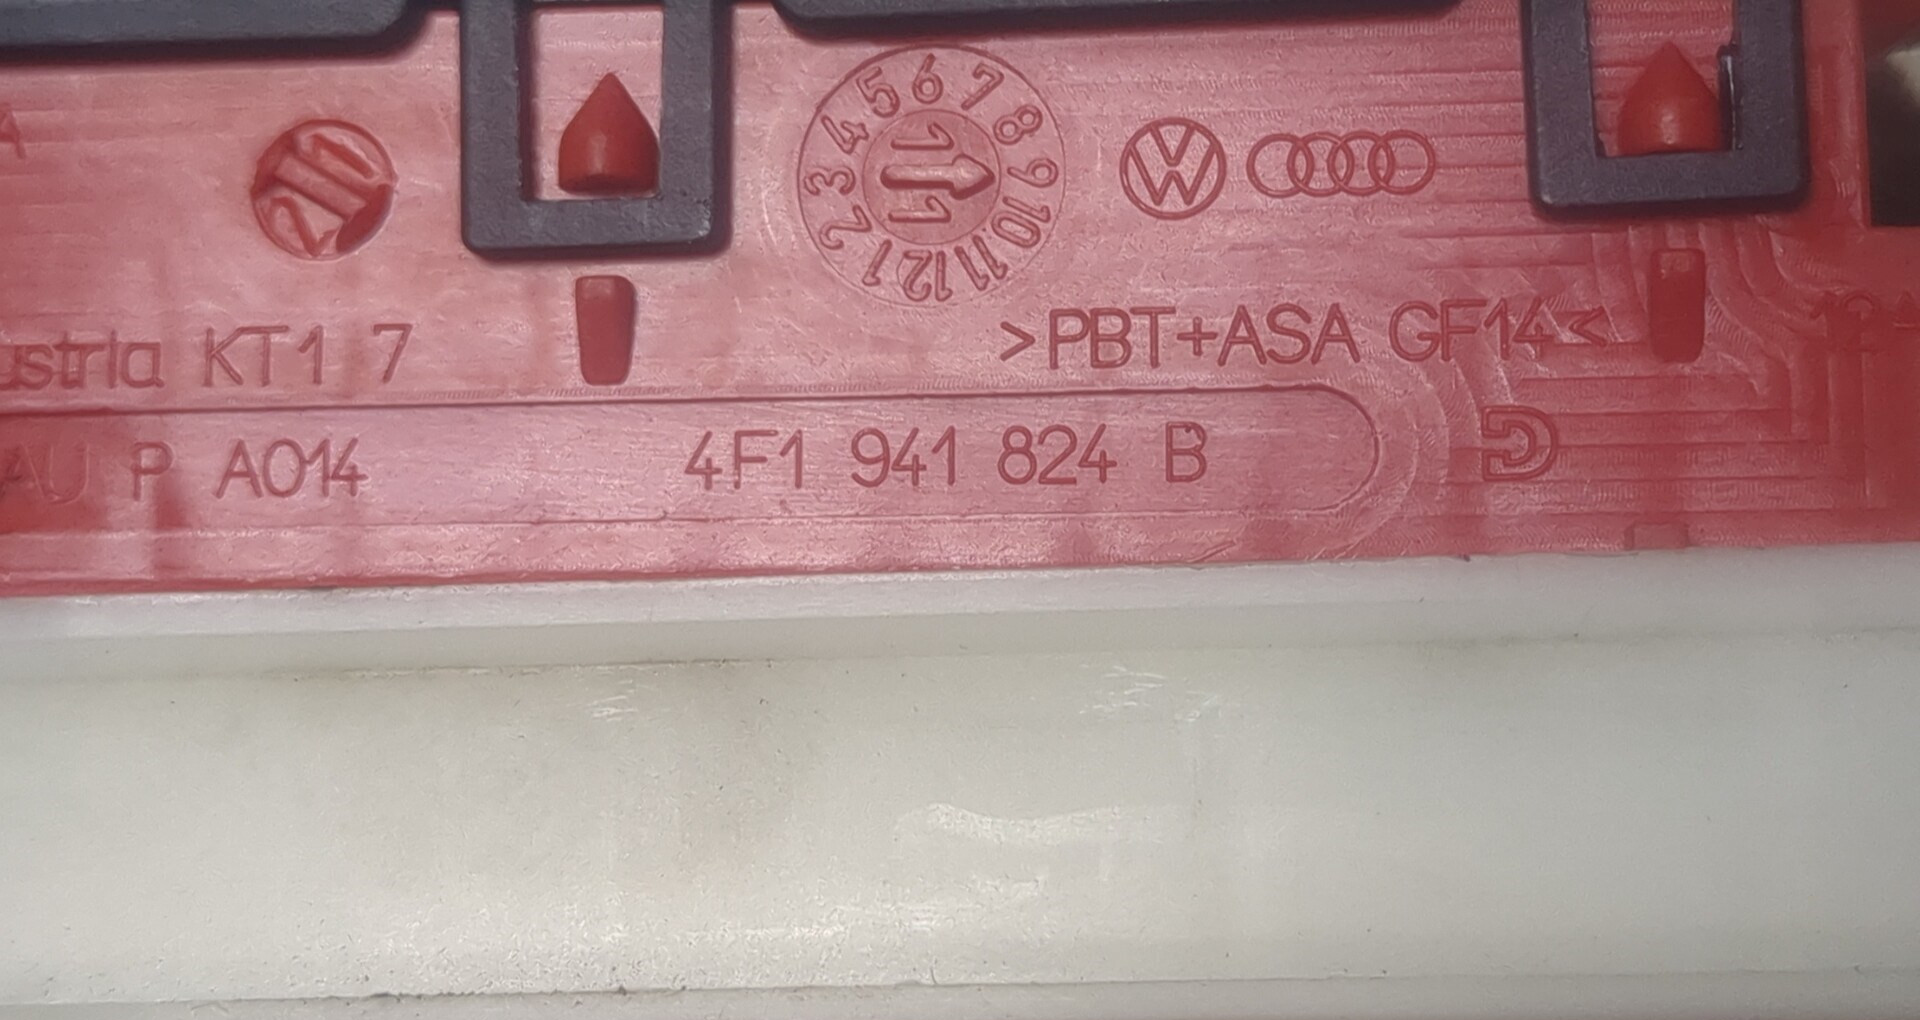 1 2 3 4 5 6 7 8 9 10 11 12
11
ustria KT1 7
>PBT+ASA GF14<
P A014
4F1 941 824 B
D